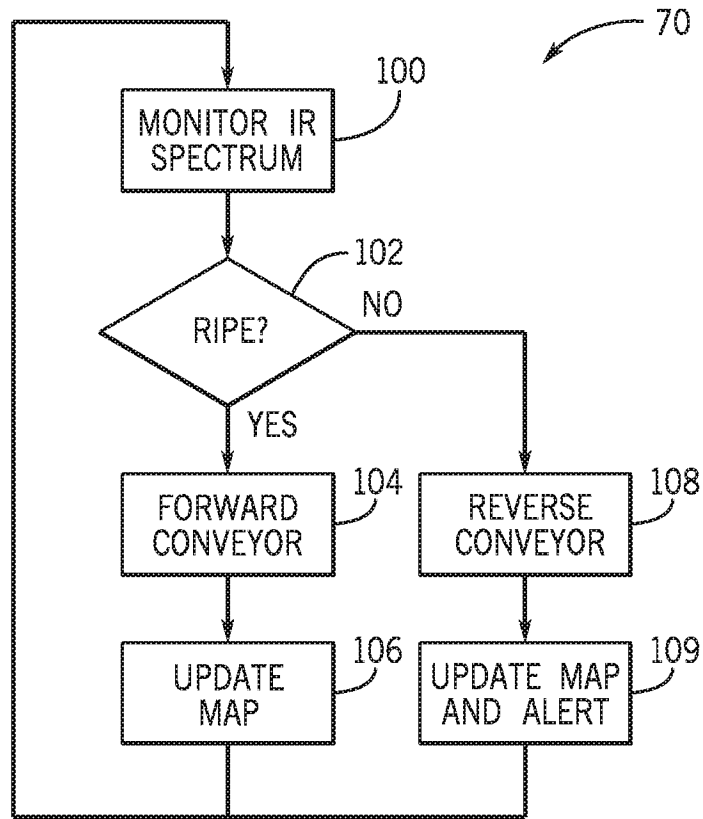 70
100
MONITOR IR
SPECTRUM
102
RIPE?
NO
YES
104
FORWARD
CONVEYOR
108
REVERSE
CONVEYOR
106
UPDATE
MAP
109
UPDATE MAP
AND ALERT